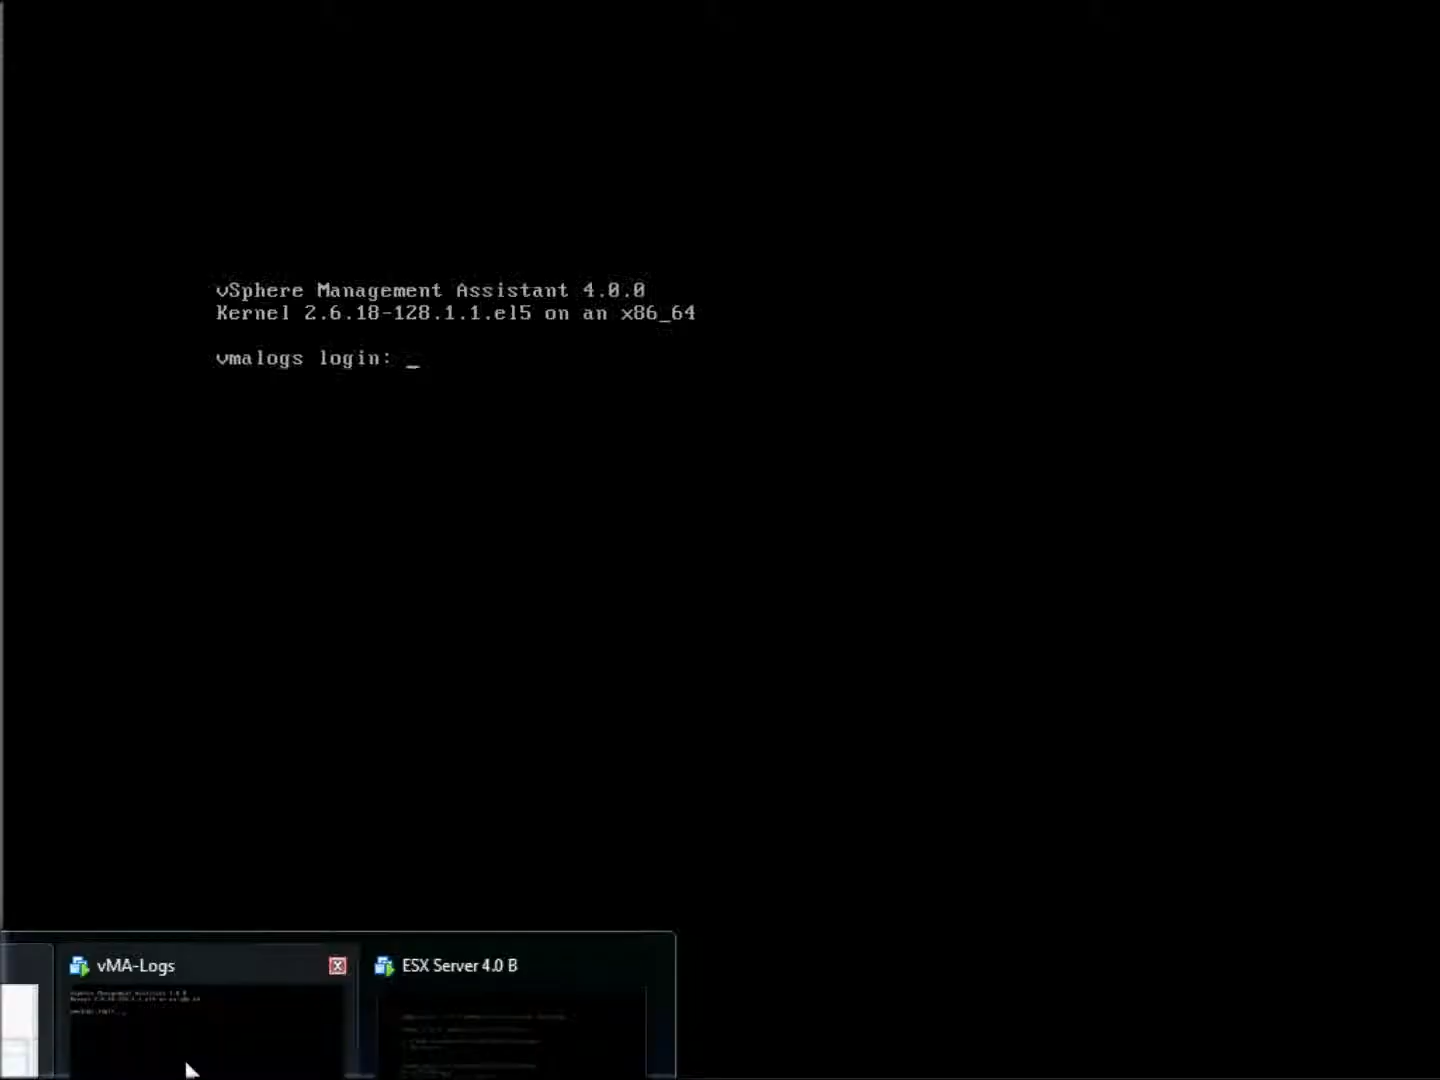 vSphere Management Assistant 4.0.0
Kernel 2.6.18-128.1.1.el5 on an x86_64
vmalogs login: _
vMA-Logs
ESX Server 4.0 B